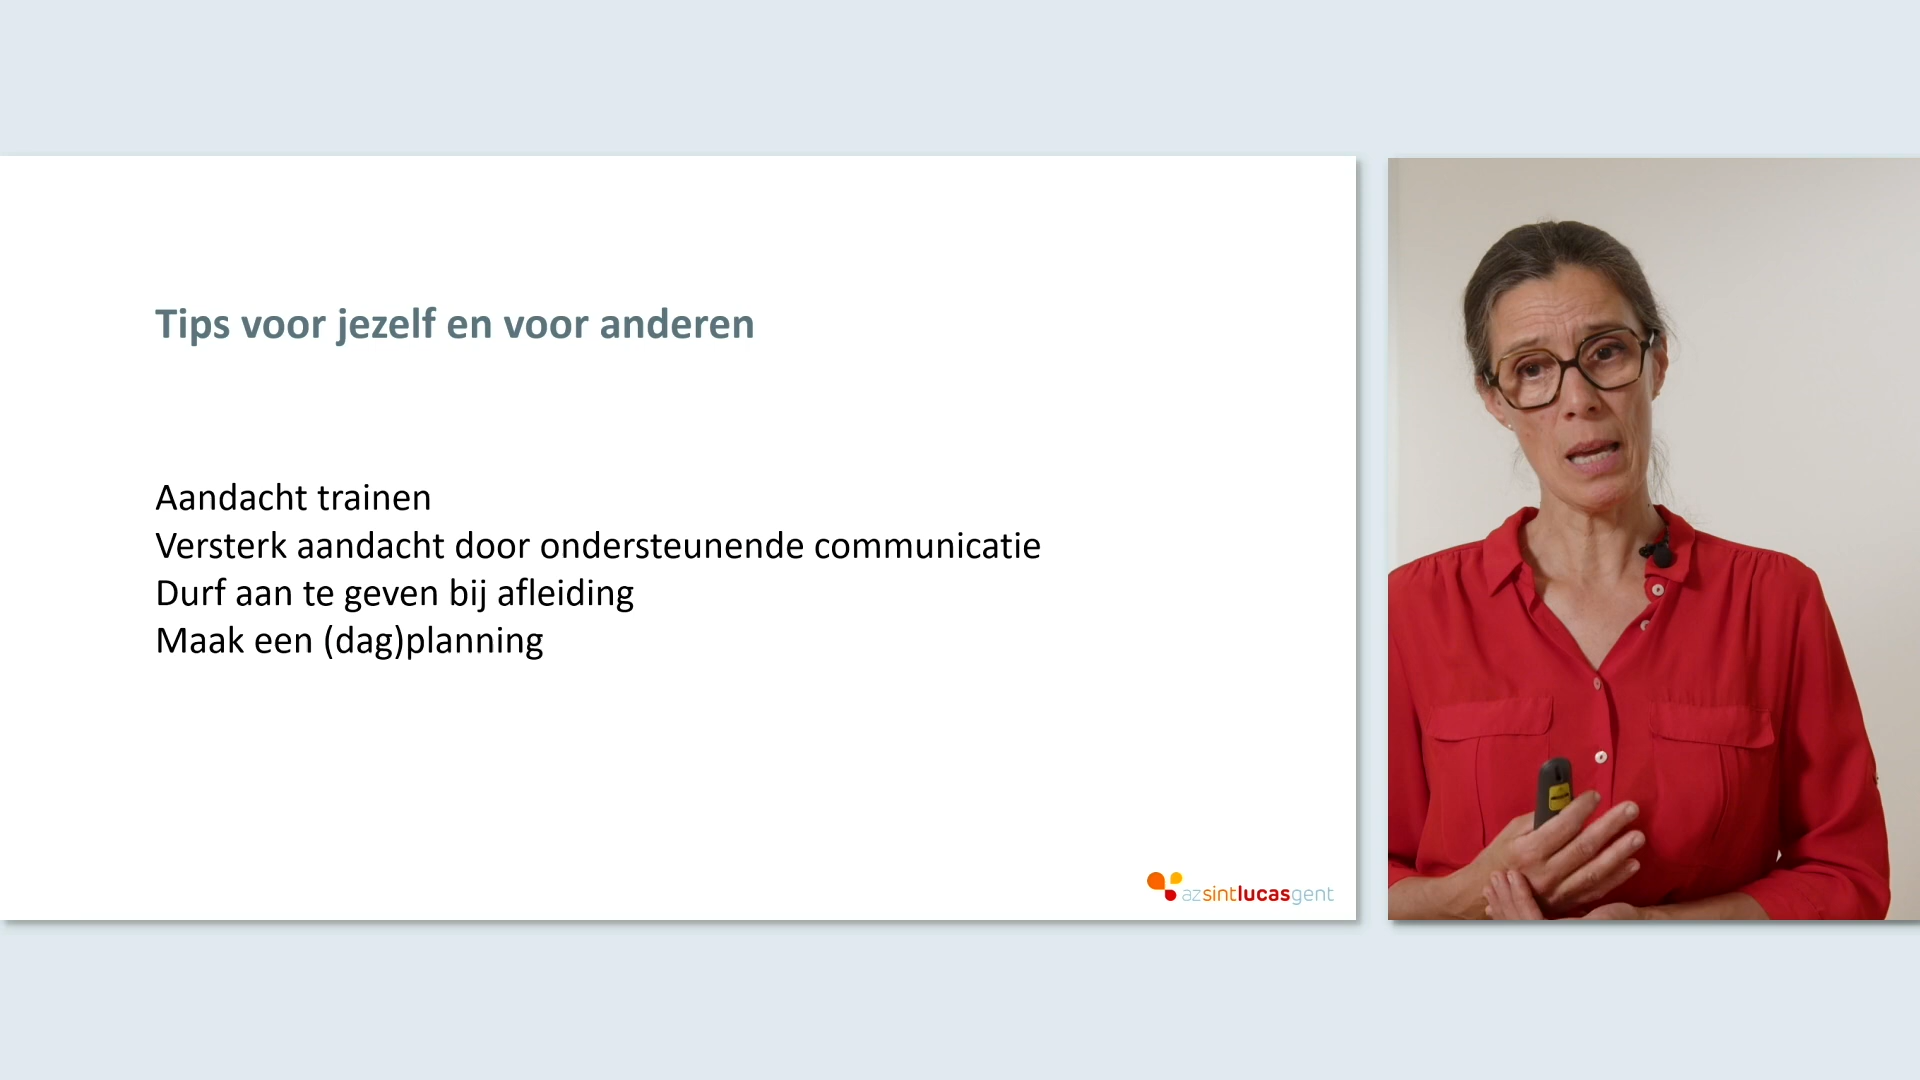 Tips voor jezelf en voor anderen
Aandacht trainen
Versterk aandacht door ondersteunende communicatie
Durf aan te geven bij afleiding
Maak een (dag)planning
azsintlucasgent